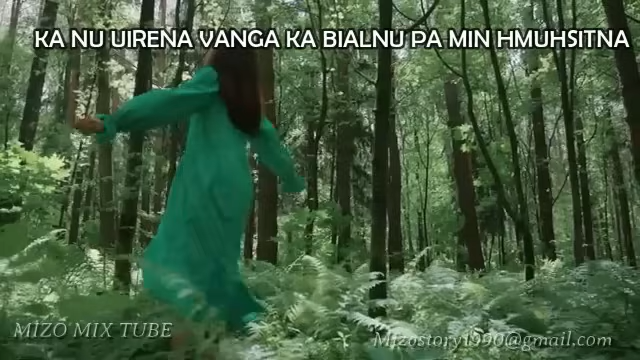 KA NU UIRENA VANGA KA BIALNU PA MIN HMUHSITNA
MIZO MIX TUBE
Mizostory1990@gmail.com